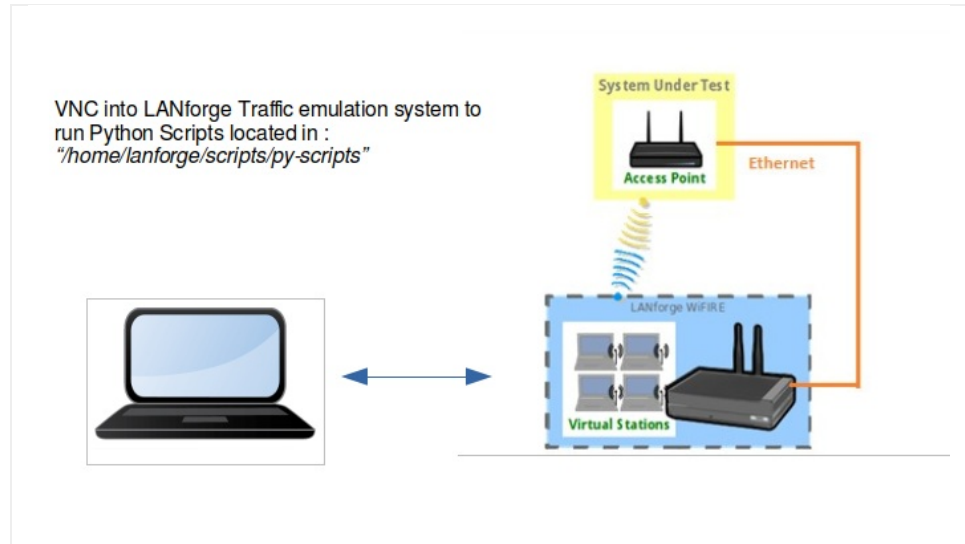 VNC into LANforge Traffic emulation system to
run Python Scripts located in :
“/home/lanforge/scripts/py-scripts”
System Under Test
Access Point
Ethernet
LANforge WiFIRE
Virtual Stations